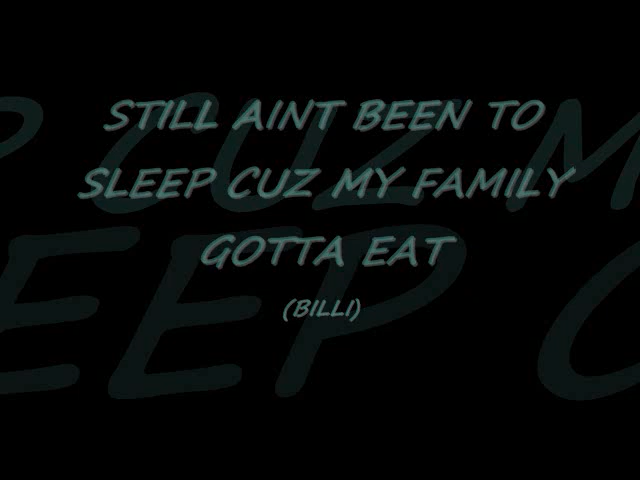 STILL AINT BEEN TO
SLEEP CUZ MY FAMILY
GOTTA EAT
(BILLI)